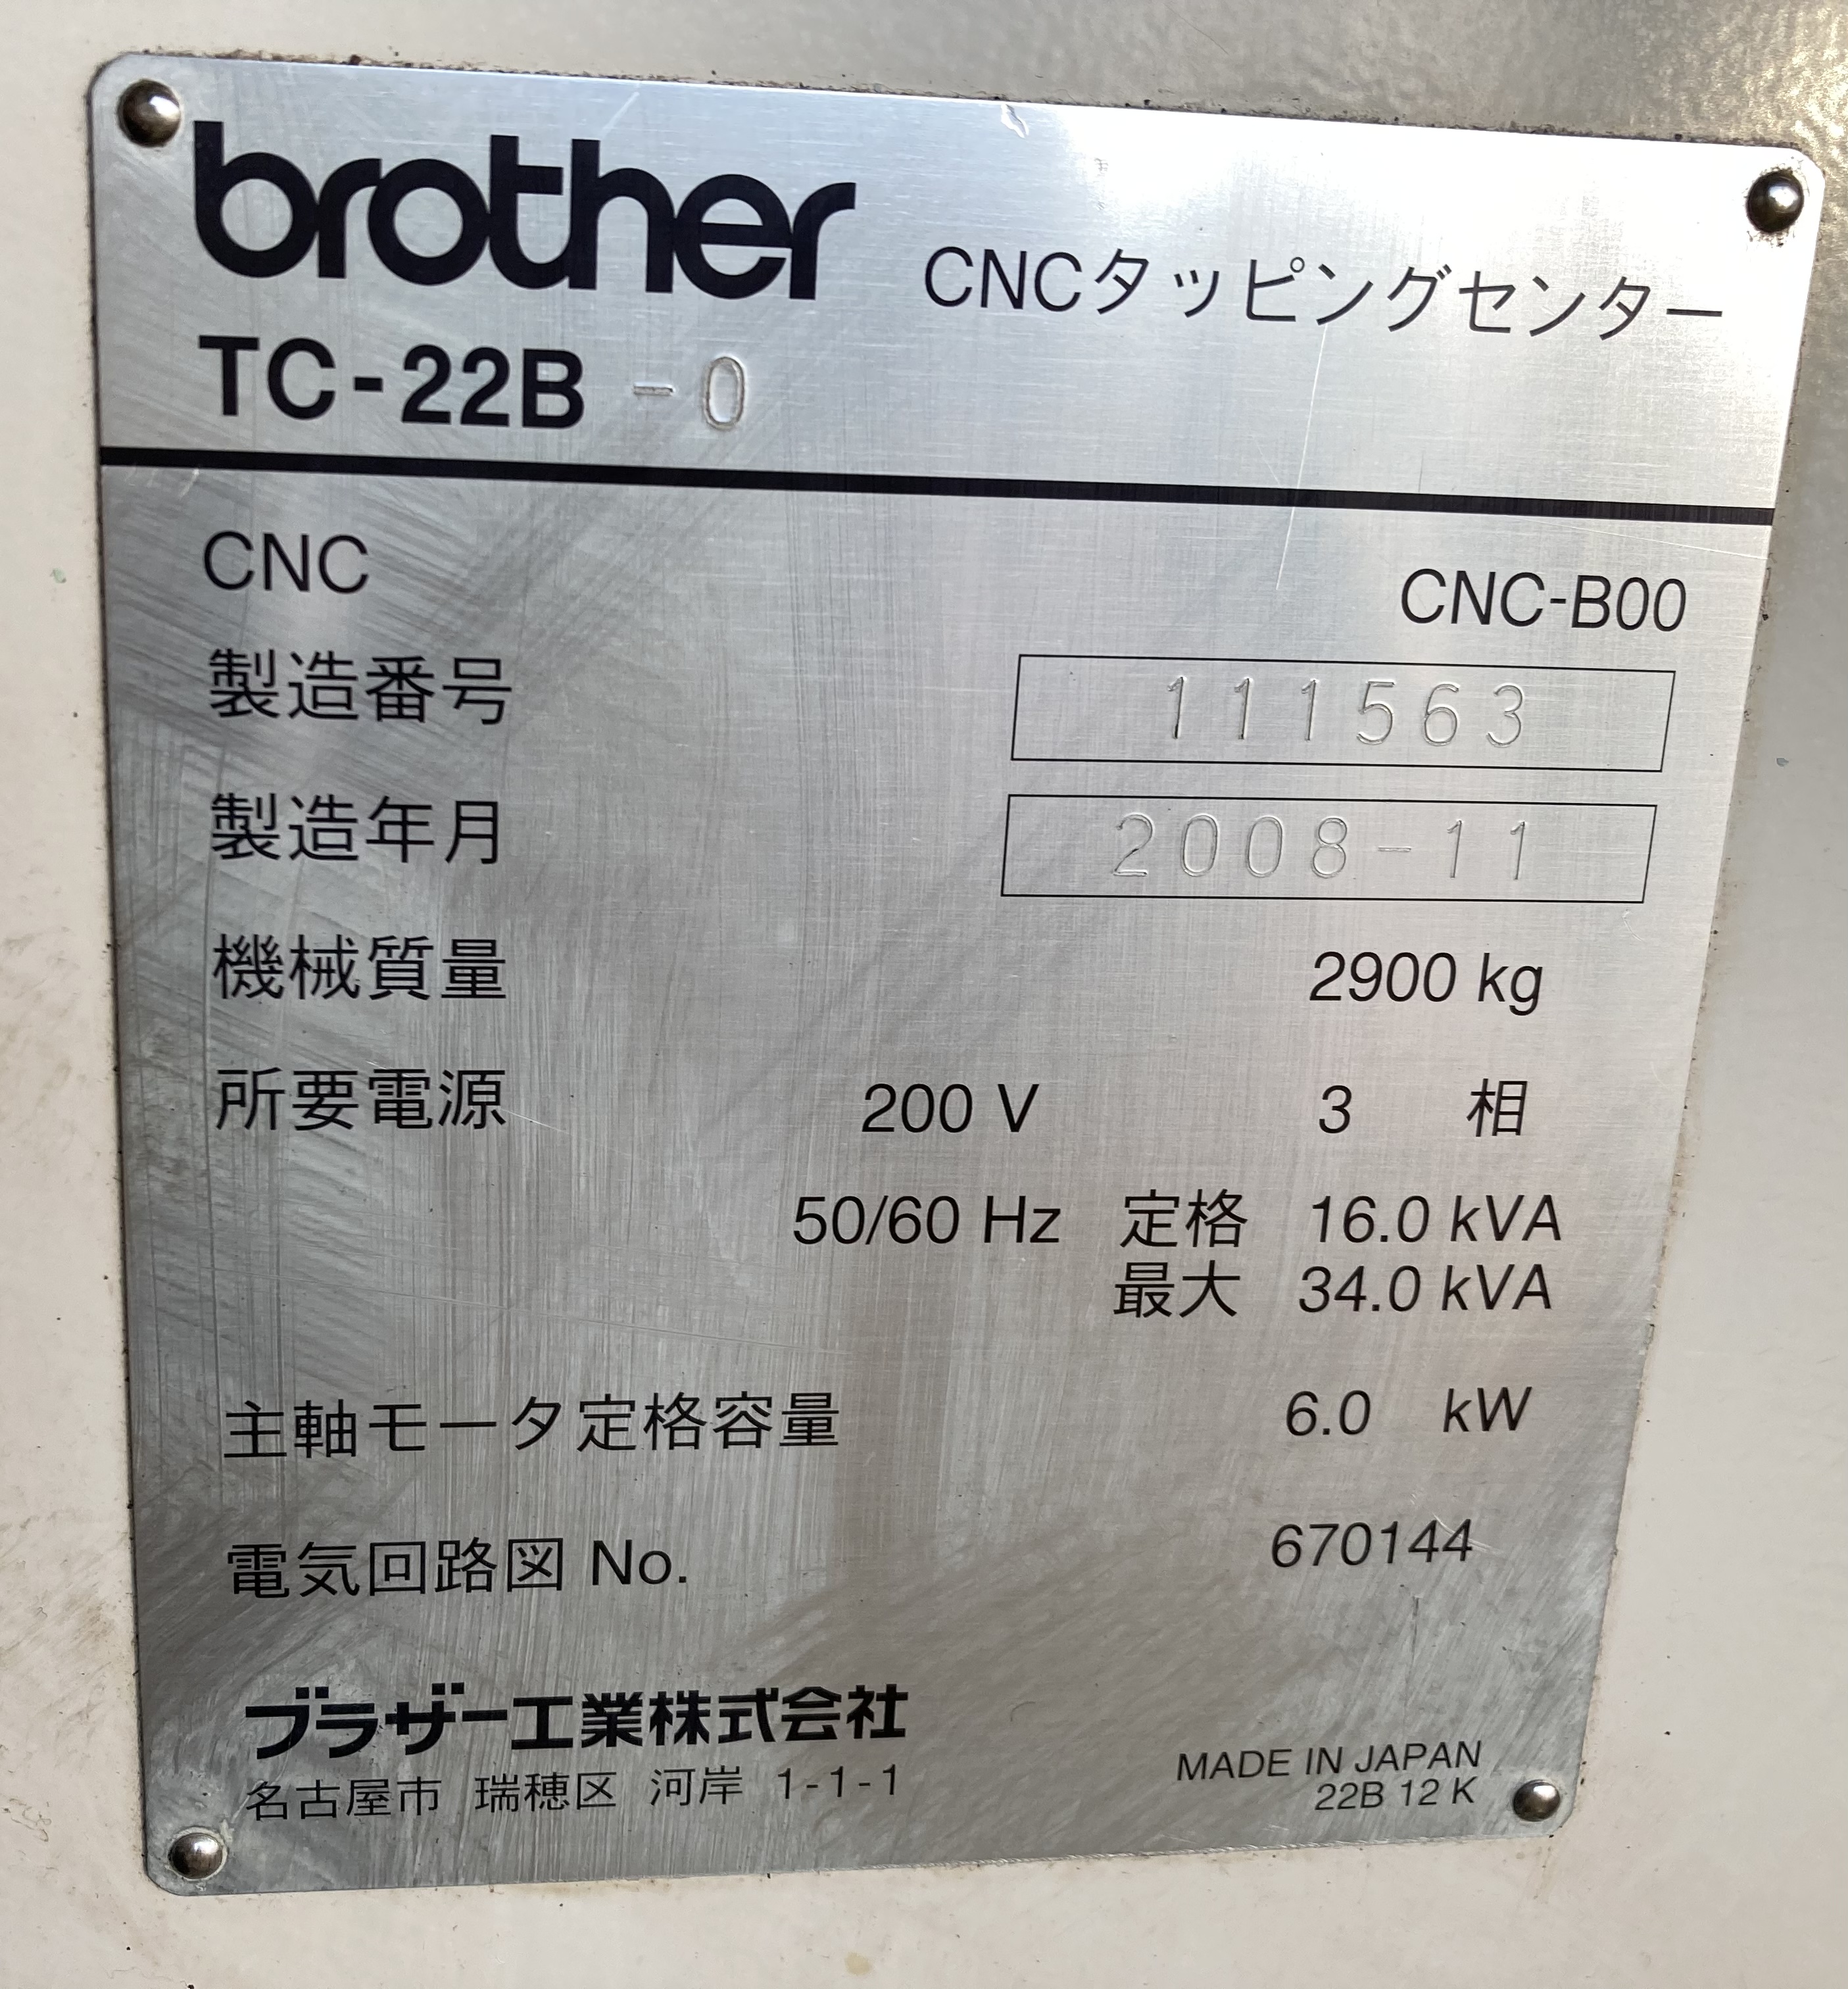 brother CNCタッピングセンター
TC-22B -0
CNC CNC-B00
製造番号 111563
製造年月 2008-11
機械質量 2900 kg
所要電源 200 V 3 相
50/60 Hz 定格 16.0 kVA
最大 34.0 kVA
主軸モータ定格容量 6.0 kW
電気回路図 No. 670144
ブラザー工業株式会社
名古屋市 瑞穂区 河岸 1-1-1
MADE IN JAPAN
22B 12 K